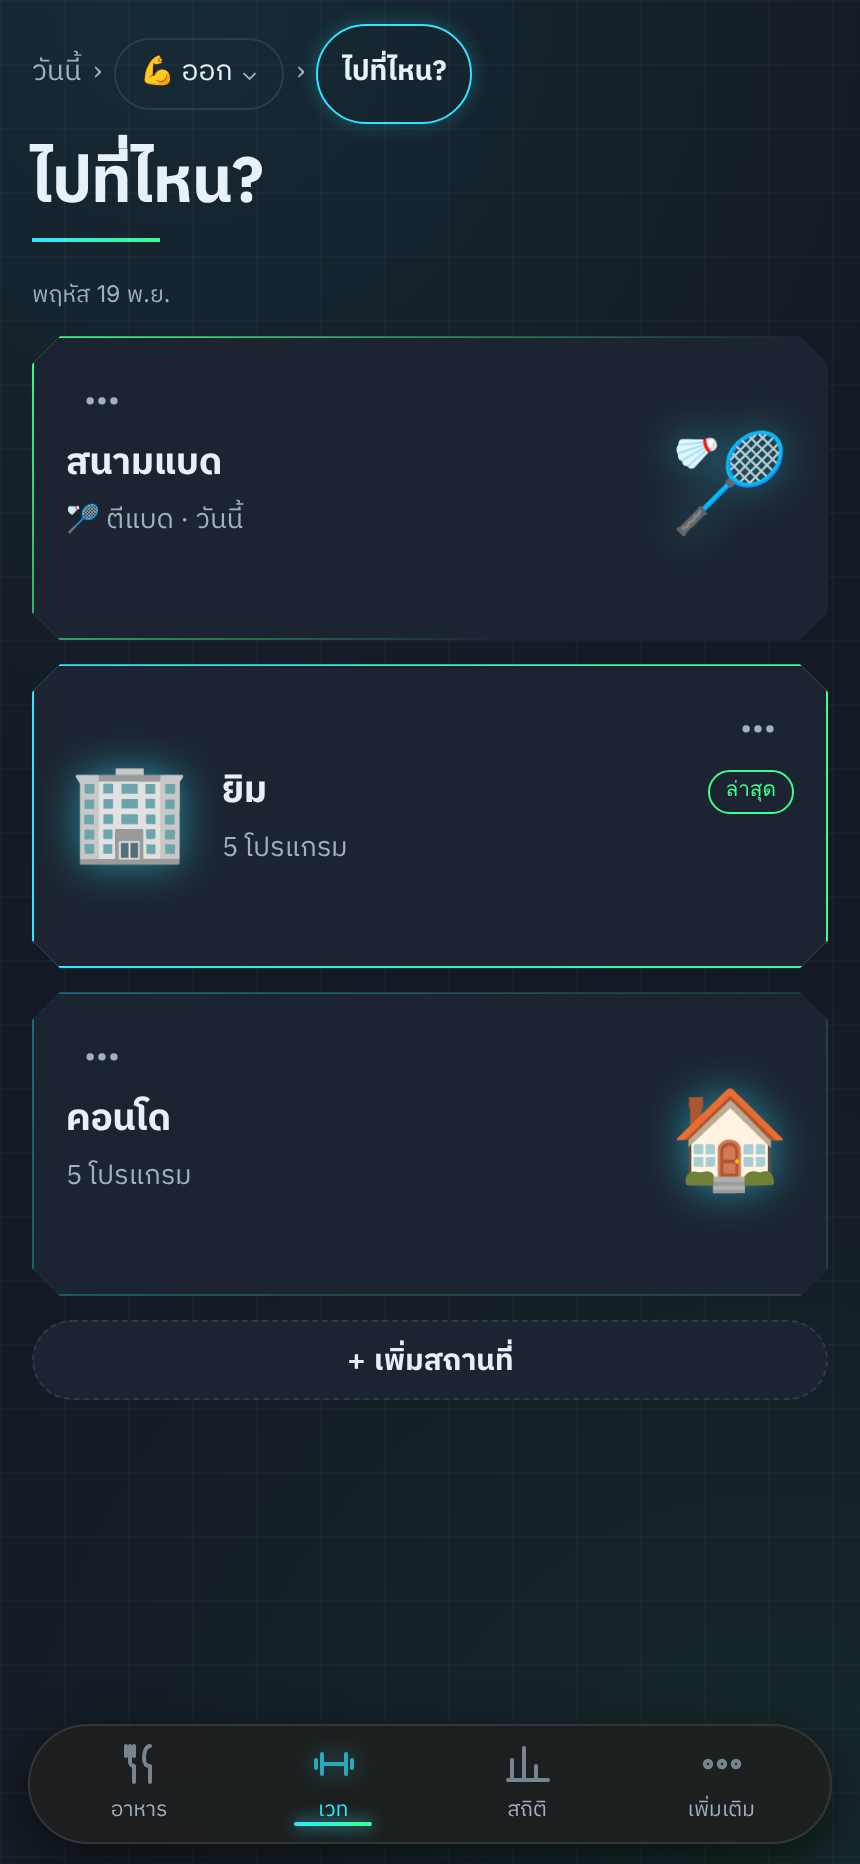 วันนี้ › 💪 ออก › ไปที่ไหน?
ไปที่ไหน?
พฤหัส 19 พ.ย.
สนามแบด
🏸 ตีแบด · วันนี้
ยิม
ล่าสุด
5 โปรแกรม
คอนโด
5 โปรแกรม
+ เพิ่มสถานที่
อาหาร
เวท
สถิติ
เพิ่มเติม